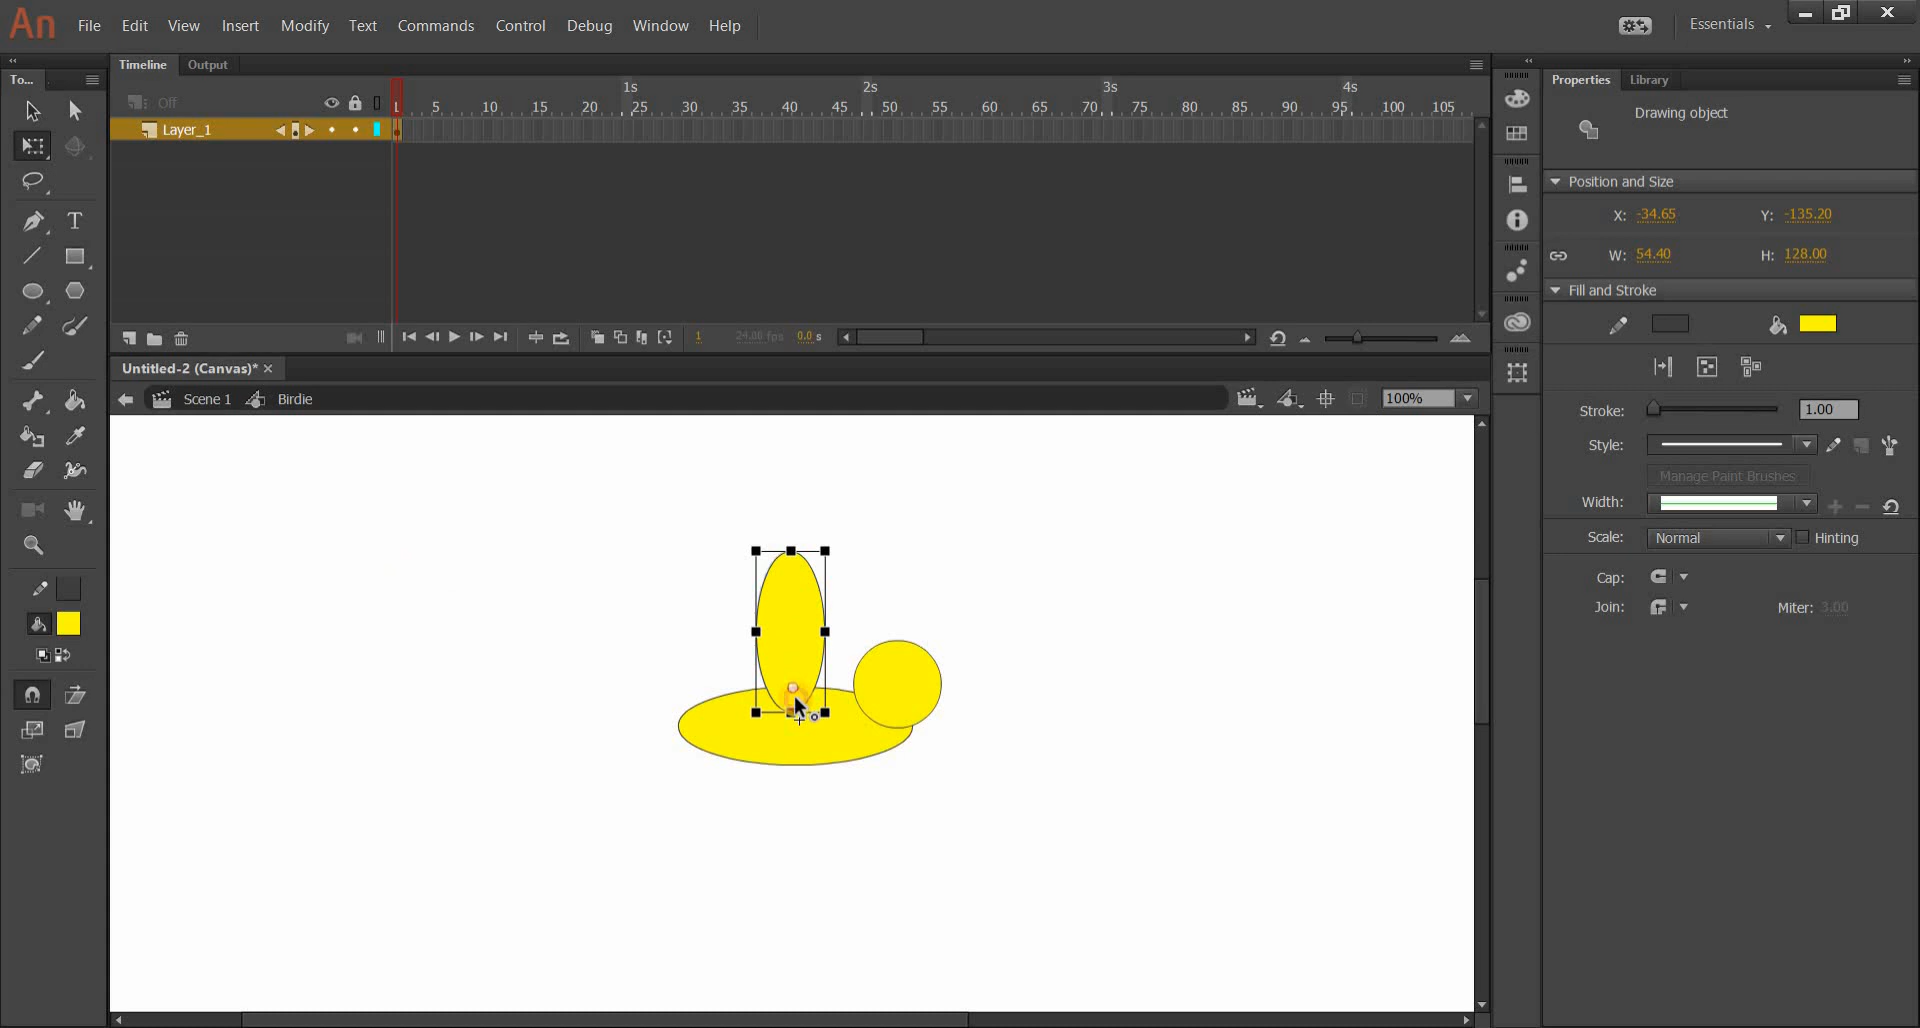 An File Edit View Insert Modify Text Commands Control Debug Window Help Essentials
To... Timeline Output Properties Library
Off 1s 2s 3s 4s
1 5 10 15 20 25 30 35 40 45 50 55 60 65 70 75 80 85 90 95 100 105
Layer_1
Drawing object
Position and Size
X: -34.65 Y: -135.20
W: 54.40 H: 128.00
Fill and Stroke
1 24.00 fps 0.0 s
Untitled-2 (Canvas)* ×
Scene 1 Birdie 100%
Stroke: 1.00
Style:
Manage Paint Brushes
Width:
Scale: Normal Hinting
Cap:
Join: Miter: 3.00